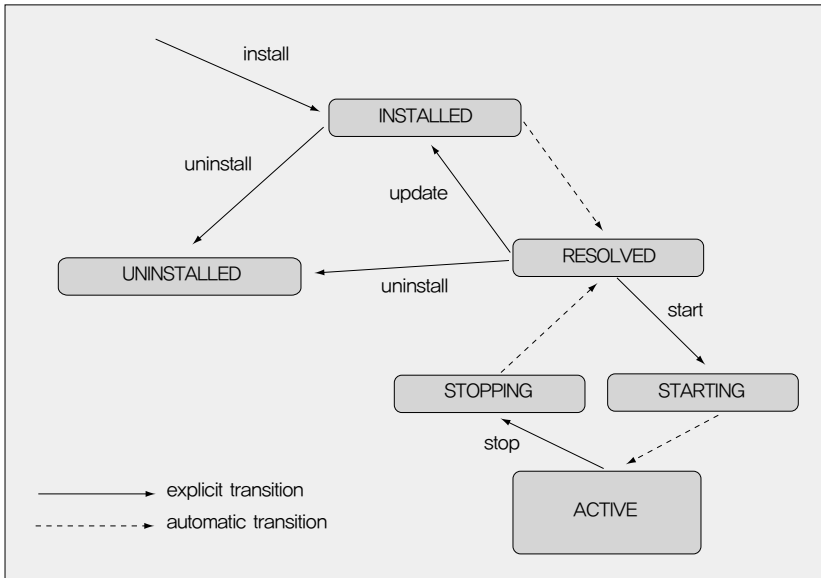 install
INSTALLED
uninstall
update
RESOLVED
UNINSTALLED
uninstall
start
STOPPING
STARTING
stop
explicit transition
ACTIVE
automatic transition